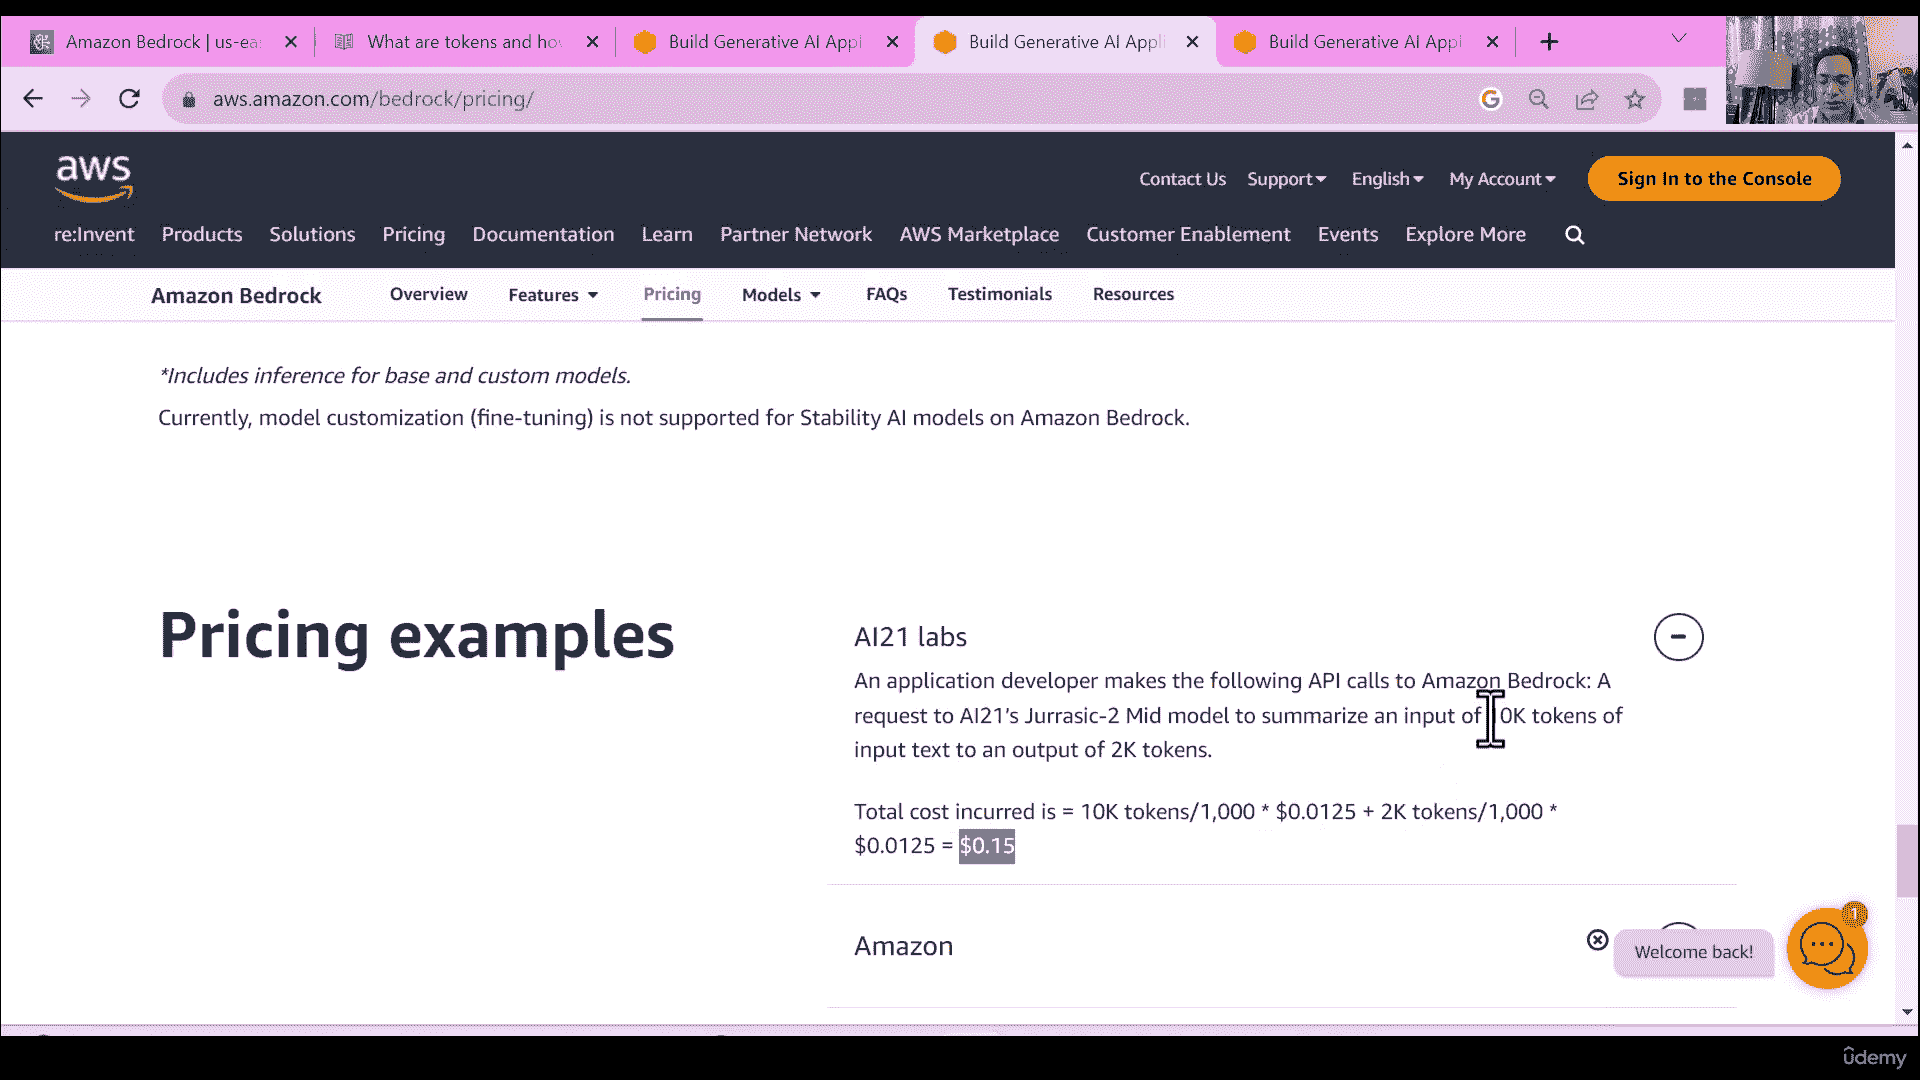 Amazon Bedrock | us-ea
What are tokens and ho
Build Generative AI Appl
Build Generative AI Appli
Build Generative AI Appl
aws.amazon.com/bedrock/pricing/
aws
Contact Us
Support
English
My Account
Sign In to the Console
re:Invent
Products
Solutions
Pricing
Documentation
Learn
Partner Network
AWS Marketplace
Customer Enablement
Events
Explore More
Amazon Bedrock
Overview
Features
Pricing
Models
FAQs
Testimonials
Resources
*Includes inference for base and custom models.
Currently, model customization (fine-tuning) is not supported for Stability AI models on Amazon Bedrock.
Pricing examples
AI21 labs
An application developer makes the following API calls to Amazon Bedrock: A
request to AI21's Jurrasic-2 Mid model to summarize an input of 10K tokens of
input text to an output of 2K tokens.
Total cost incurred is = 10K tokens/1,000 * $0.0125 + 2K tokens/1,000 *
$0.0125 = $0.15
Amazon
Welcome back!
1
ûdemy